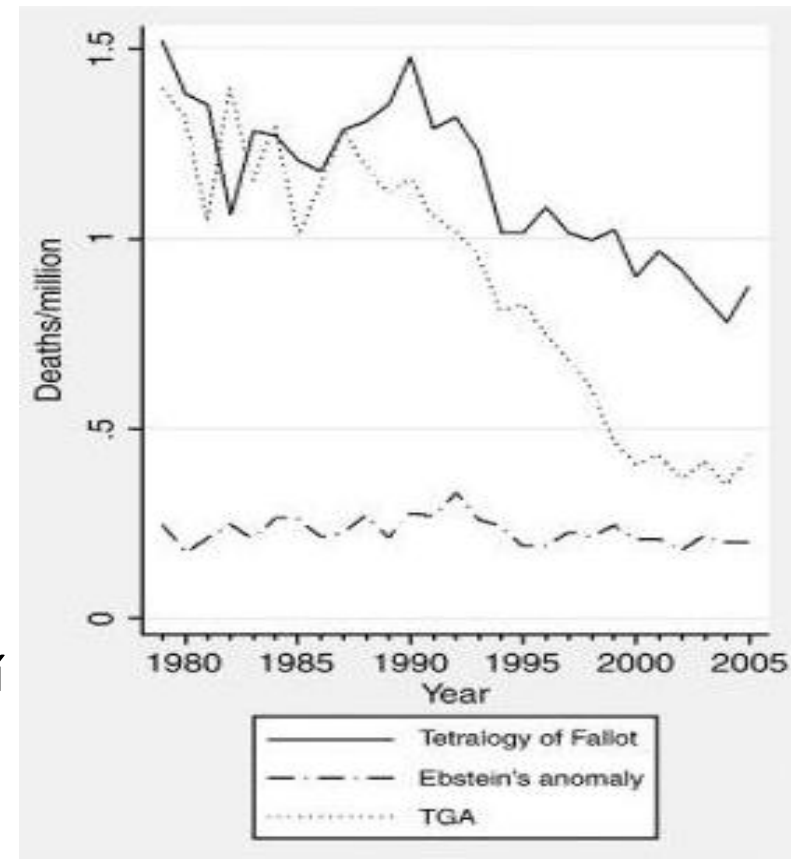 1.5
1
.5
0
Deaths/million
1980 1985 1990 1995 2000 2005
Year
Tetralogy of Fallot
Ebstein's anomaly
TGA